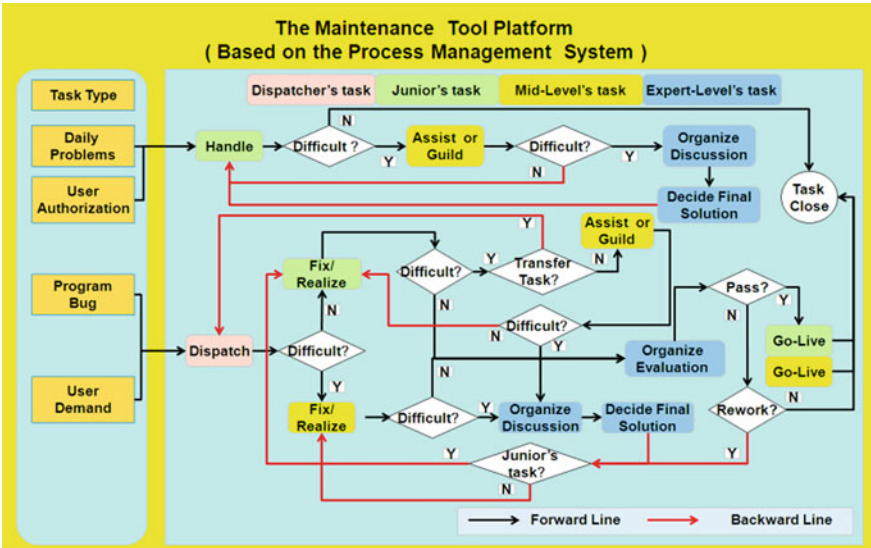 The Maintenance Tool Platform
( Based on the Process Management System )
Task Type
Daily
Problems
User
Authorization
Program
Bug
User
Demand
Dispatcher's task
Junior's task
Mid-Level's task
Expert-Level's task
N
Handle
Difficult ?
Y
Assist or
Guild
Difficult?
Y
N
Organize
Discussion
Decide Final
Solution
Task
Close
Y
Assist or
Guild
Fix/
Realize
Difficult?
Y
Transfer
Task?
N
N
Pass?
Y
N
N
Difficult?
N
Y
Dispatch
Difficult?
Y
Organize
Evaluation
Go-Live
Go-Live
N
N
Fix/
Realize
Difficult?
Y
Organize
Discussion
Decide Final
Solution
Rework?
Y
Y
Junior's
task?
N
Forward Line
Backward Line